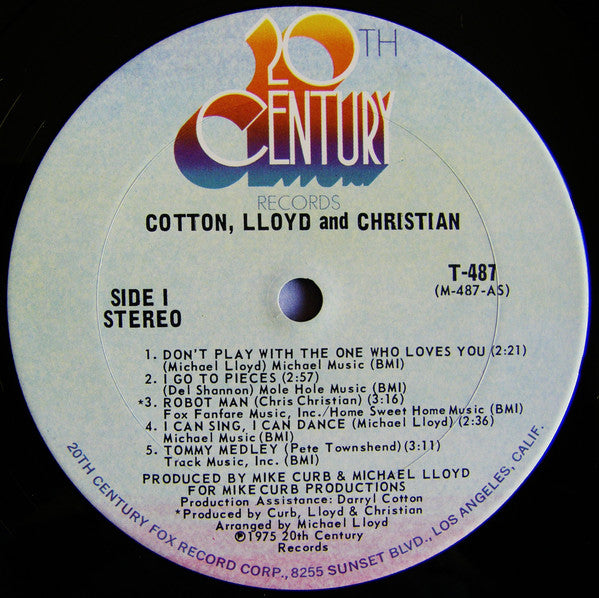 20TH
CENTURY
RECORDS
COTTON, LLOYD and CHRISTIAN
T-487
(M-487-AS)
SIDE I
STEREO
1. DON'T PLAY WITH THE ONE WHO LOVES YOU (2:21)
(Michael Lloyd) Michael Music (BMI)
2. I GO TO PIECES (2:57)
(Del Shannon) Mole Hole Music (BMI)
*3. ROBOT MAN (Chris Christian) (3:16)
Fox Fanfare Music, Inc./Home Sweet Home Music (BMI)
4. I CAN SING, I CAN DANCE (Michael Lloyd) (2:36)
Michael Music (BMI)
5. TOMMY MEDLEY (Pete Townshend) (3:11)
Track Music, Inc. (BMI)
PRODUCED BY MIKE CURB & MICHAEL LLOYD
FOR MIKE CURB PRODUCTIONS
Production Assistance: Darryl Cotton
*Produced by Curb, Lloyd & Christian
Arranged by Michael Lloyd
℗1975 20th Century
Records
20TH CENTURY FOX RECORD CORP., 8255 SUNSET BLVD., LOS ANGELES, CALIF.